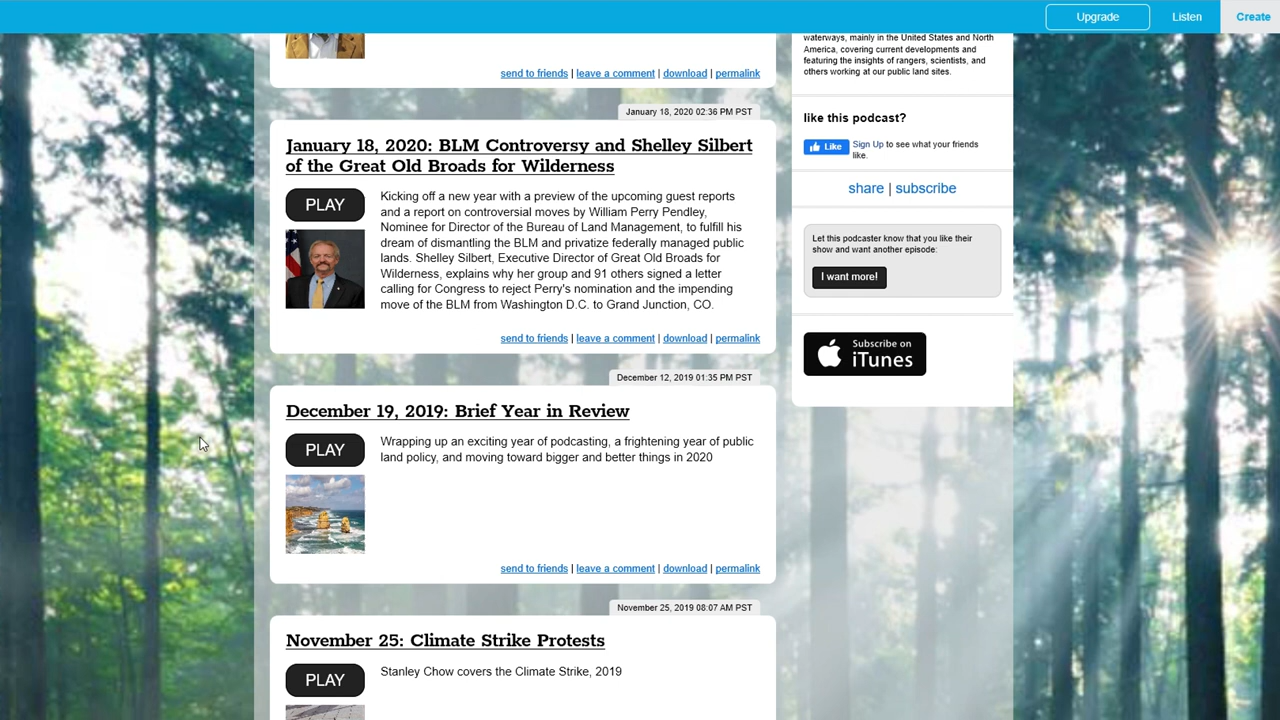 Upgrade
Listen
Create
send to friends | leave a comment | download | permalink
January 18, 2020 02:36 PM PST
January 18, 2020: BLM Controversy and Shelley Silbert
of the Great Old Broads for Wilderness
PLAY
Kicking off a new year with a preview of the upcoming guest reports
and a report on controversial moves by William Perry Pendley,
Nominee for Director of the Bureau of Land Management, to fulfill his
dream of dismantling the BLM and privatize federally managed public
lands. Shelley Silbert, Executive Director of Great Old Broads for
Wilderness, explains why her group and 91 others signed a letter
calling for Congress to reject Perry's nomination and the impending
move of the BLM from Washington D.C. to Grand Junction, CO.
send to friends | leave a comment | download | permalink
December 12, 2019 01:35 PM PST
December 19, 2019: Brief Year in Review
PLAY
Wrapping up an exciting year of podcasting, a frightening year of public
land policy, and moving toward bigger and better things in 2020
send to friends | leave a comment | download | permalink
November 25, 2019 08:07 AM PST
November 25: Climate Strike Protests
PLAY
Stanley Chow covers the Climate Strike, 2019
waterways, mainly in the United States and North
America, covering current developments and
featuring the insights of rangers, scientists, and
others working at our public land sites.
like this podcast?
Like
Sign Up to see what your friends
like.
share | subscribe
Let this podcaster know that you like their
show and want another episode:
I want more!
Subscribe on
iTunes